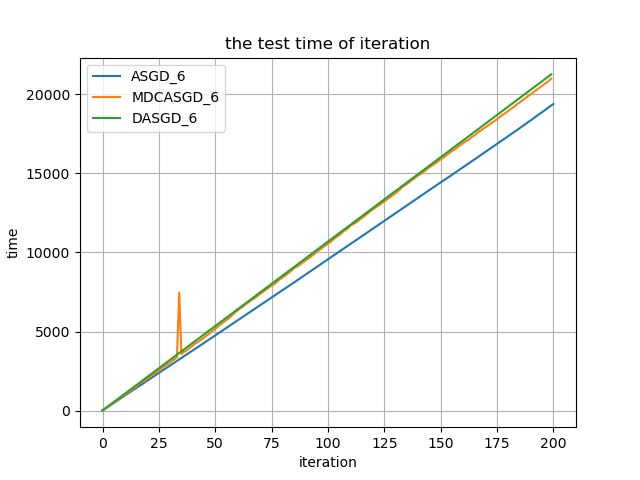 the test time of iteration
ASGD_6
MDCASGD_6
DASGD_6
time
20000
15000
10000
5000
0
0 25 50 75 100 125 150 175 200
iteration